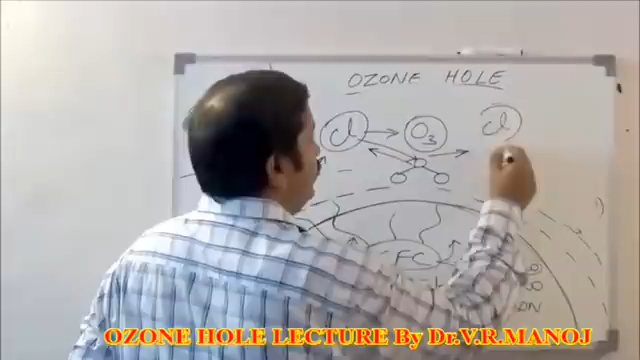 OZONE HOLE
Cl O3 Cl
FC
OZONE HOLE LECTURE By Dr.V.R.MANOJ